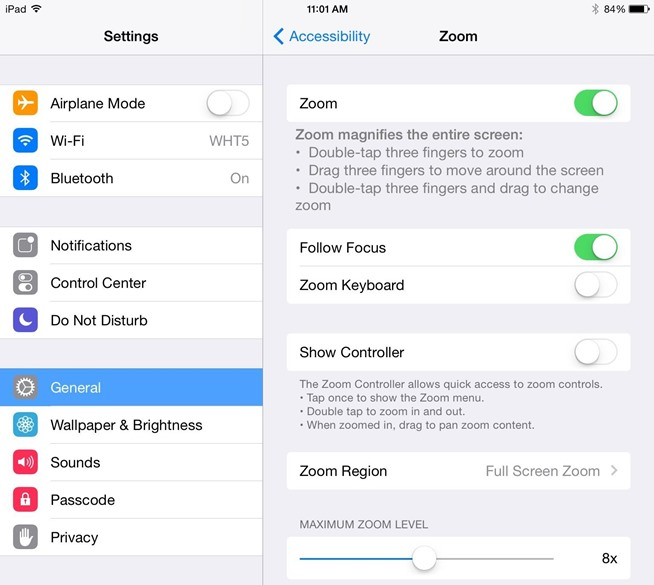 iPad 11:01 AM 84%
Settings
Airplane Mode
Wi-Fi WHT5
Bluetooth On
Notifications
Control Center
Do Not Disturb
General
Wallpaper & Brightness
Sounds
Passcode
Privacy
Accessibility Zoom
Zoom
Zoom magnifies the entire screen:
• Double-tap three fingers to zoom
• Drag three fingers to move around the screen
• Double-tap three fingers and drag to change
zoom
Follow Focus
Zoom Keyboard
Show Controller
The Zoom Controller allows quick access to zoom controls.
• Tap once to show the Zoom menu.
• Double tap to zoom in and out.
• When zoomed in, drag to pan zoom content.
Zoom Region Full Screen Zoom
MAXIMUM ZOOM LEVEL
8x